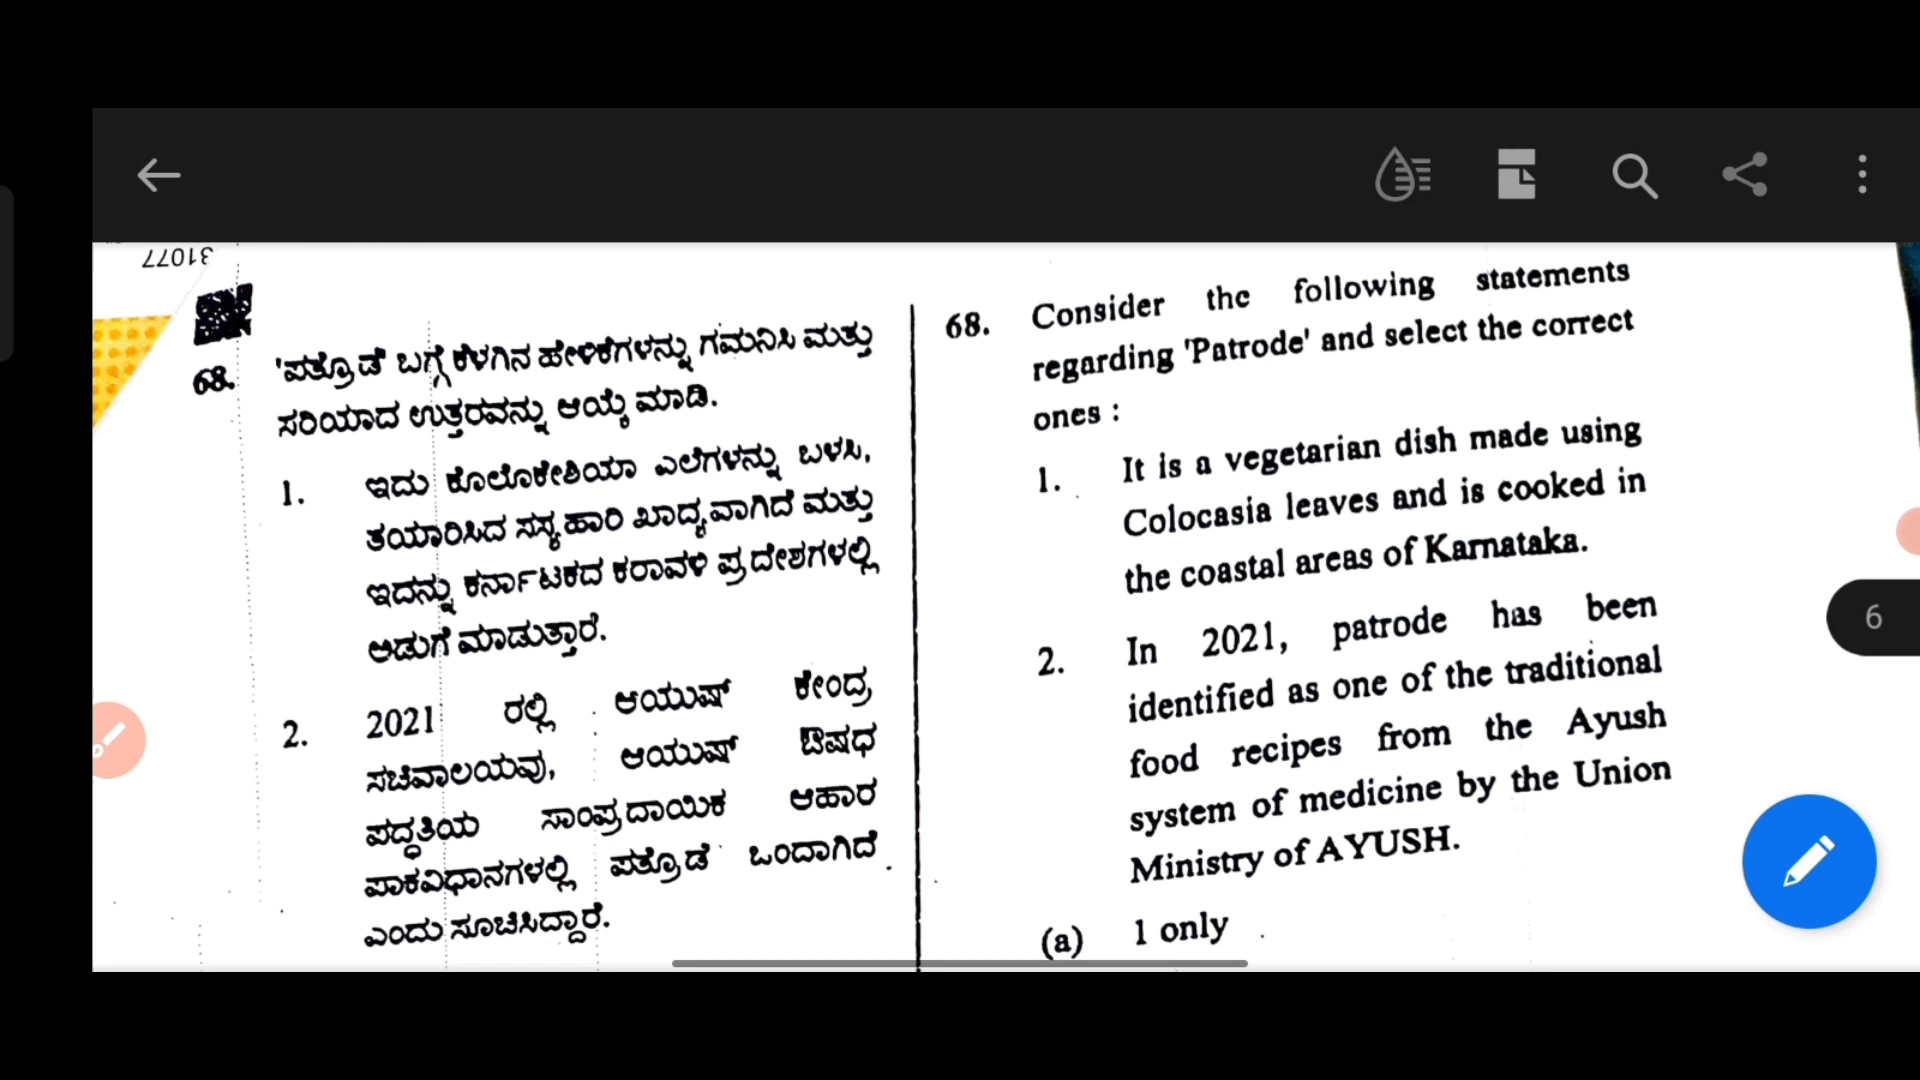 31077
68. 'ಪತ್ರೊಡೆ' ಬಗ್ಗೆ ಕೆಳಗಿನ ಹೇಳಿಕೆಗಳನ್ನು ಗಮನಿಸಿ ಮತ್ತು
ಸರಿಯಾದ ಉತ್ತರವನ್ನು ಆಯ್ಕೆ ಮಾಡಿ.
1. ಇದು ಕೊಲೊಕೇಶಿಯಾ ಎಲೆಗಳನ್ನು ಬಳಸಿ,
ತಯಾರಿಸಿದ ಸಸ್ಯಹಾರಿ ಖಾದ್ಯವಾಗಿದೆ ಮತ್ತು
ಇದನ್ನು ಕರ್ನಾಟಕದ ಕರಾವಳಿ ಪ್ರದೇಶಗಳಲ್ಲಿ
ಅಡುಗೆ ಮಾಡುತ್ತಾರೆ.
2. 2021 ರಲ್ಲಿ ಆಯುಷ್ ಕೇಂದ್ರ
ಸಚಿವಾಲಯವು, ಆಯುಷ್ ಔಷಧ
ಪದ್ಧತಿಯ ಸಾಂಪ್ರದಾಯಿಕ ಆಹಾರ
ಪಾಕವಿಧಾನಗಳಲ್ಲಿ ಪತ್ರೊಡೆ ಒಂದಾಗಿದೆ
ಎಂದು ಸೂಚಿಸಿದ್ದಾರೆ.
68. Consider the following statements
regarding 'Patrode' and select the correct
ones :
1. It is a vegetarian dish made using
Colocasia leaves and is cooked in
the coastal areas of Karnataka.
2. In 2021, patrode has been
identified as one of the traditional
food recipes from the Ayush
system of medicine by the Union
Ministry of AYUSH.
(a) 1 only
6